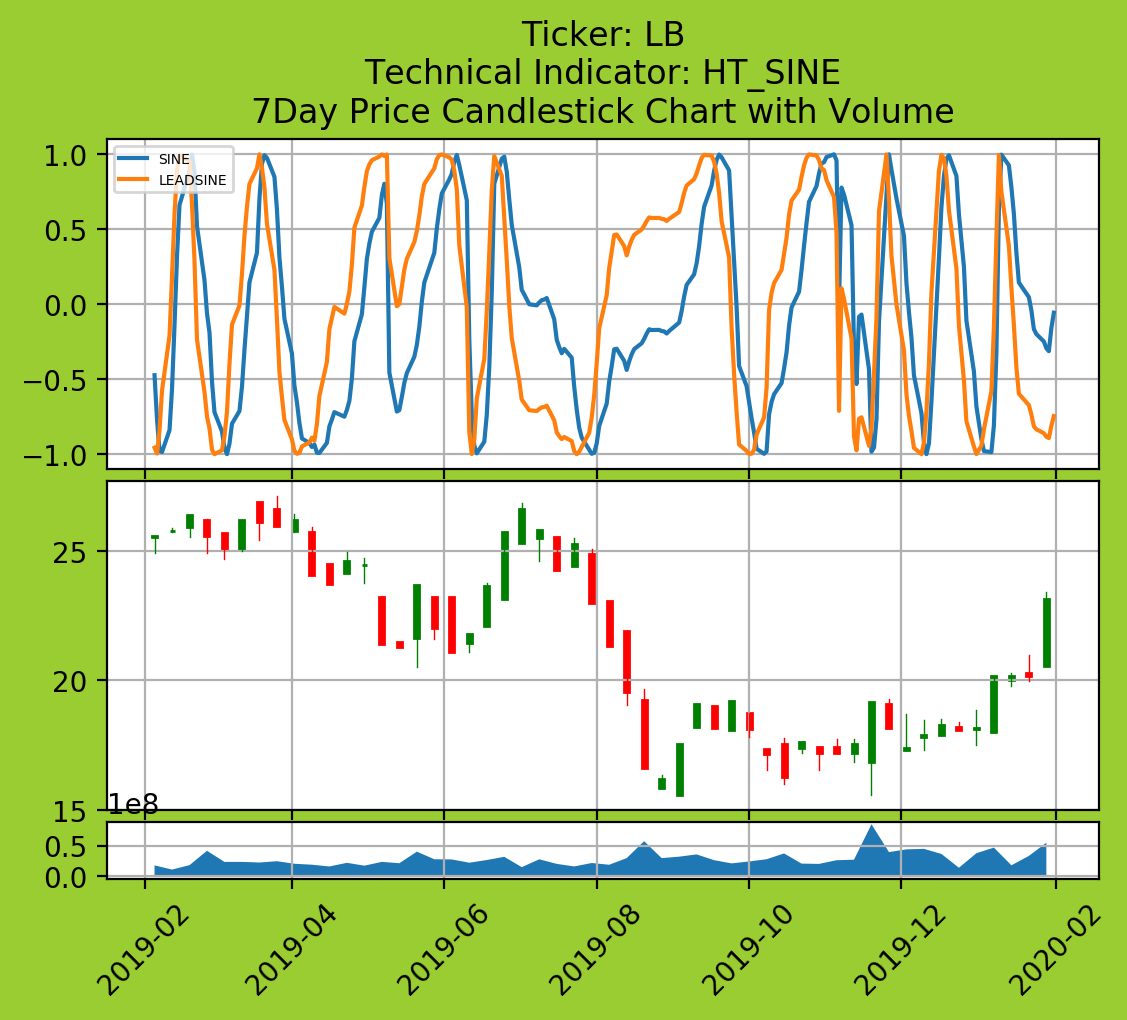 Ticker: LB
Technical Indicator: HT_SINE
7Day Price Candlestick Chart with Volume
1.0
0.5
0.0
−0.5
−1.0
SINE
LEADSINE
25
20
15
1e8
0.5
0.0
2019-02
2019-04
2019-06
2019-08
2019-10
2019-12
2020-02